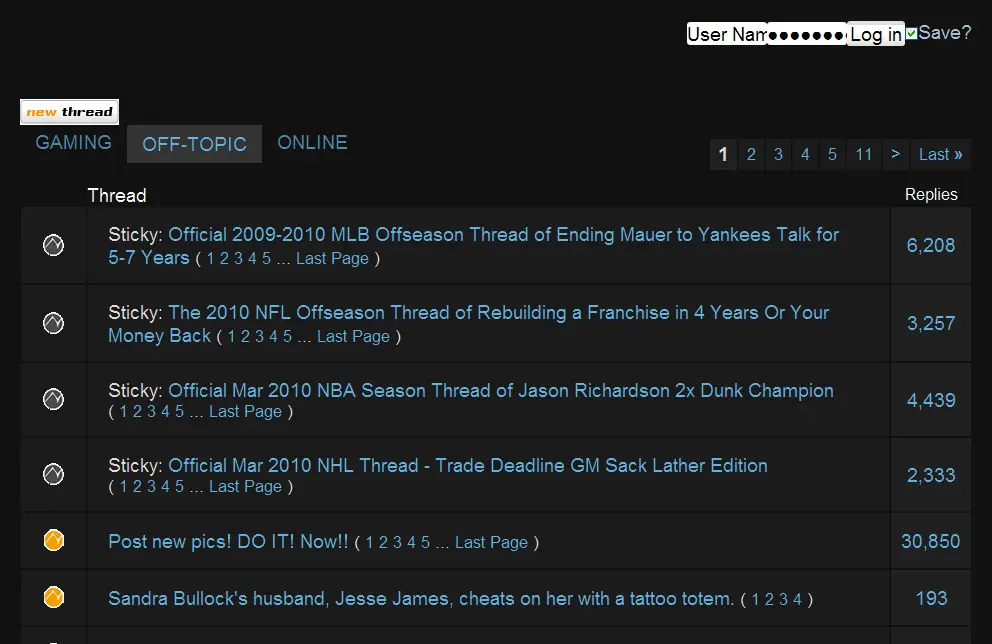 User Nam ●●●●●●● Log in Save?
new thread
GAMING OFF-TOPIC ONLINE
1 2 3 4 5 11 > Last »
Thread Replies
Sticky: Official 2009-2010 MLB Offseason Thread of Ending Mauer to Yankees Talk for
5-7 Years ( 1 2 3 4 5 ... Last Page )
6,208
Sticky: The 2010 NFL Offseason Thread of Rebuilding a Franchise in 4 Years Or Your
Money Back ( 1 2 3 4 5 ... Last Page )
3,257
Sticky: Official Mar 2010 NBA Season Thread of Jason Richardson 2x Dunk Champion
( 1 2 3 4 5 ... Last Page )
4,439
Sticky: Official Mar 2010 NHL Thread - Trade Deadline GM Sack Lather Edition
( 1 2 3 4 5 ... Last Page )
2,333
Post new pics! DO IT! Now!! ( 1 2 3 4 5 ... Last Page ) 30,850
Sandra Bullock's husband, Jesse James, cheats on her with a tattoo totem. ( 1 2 3 4 ) 193